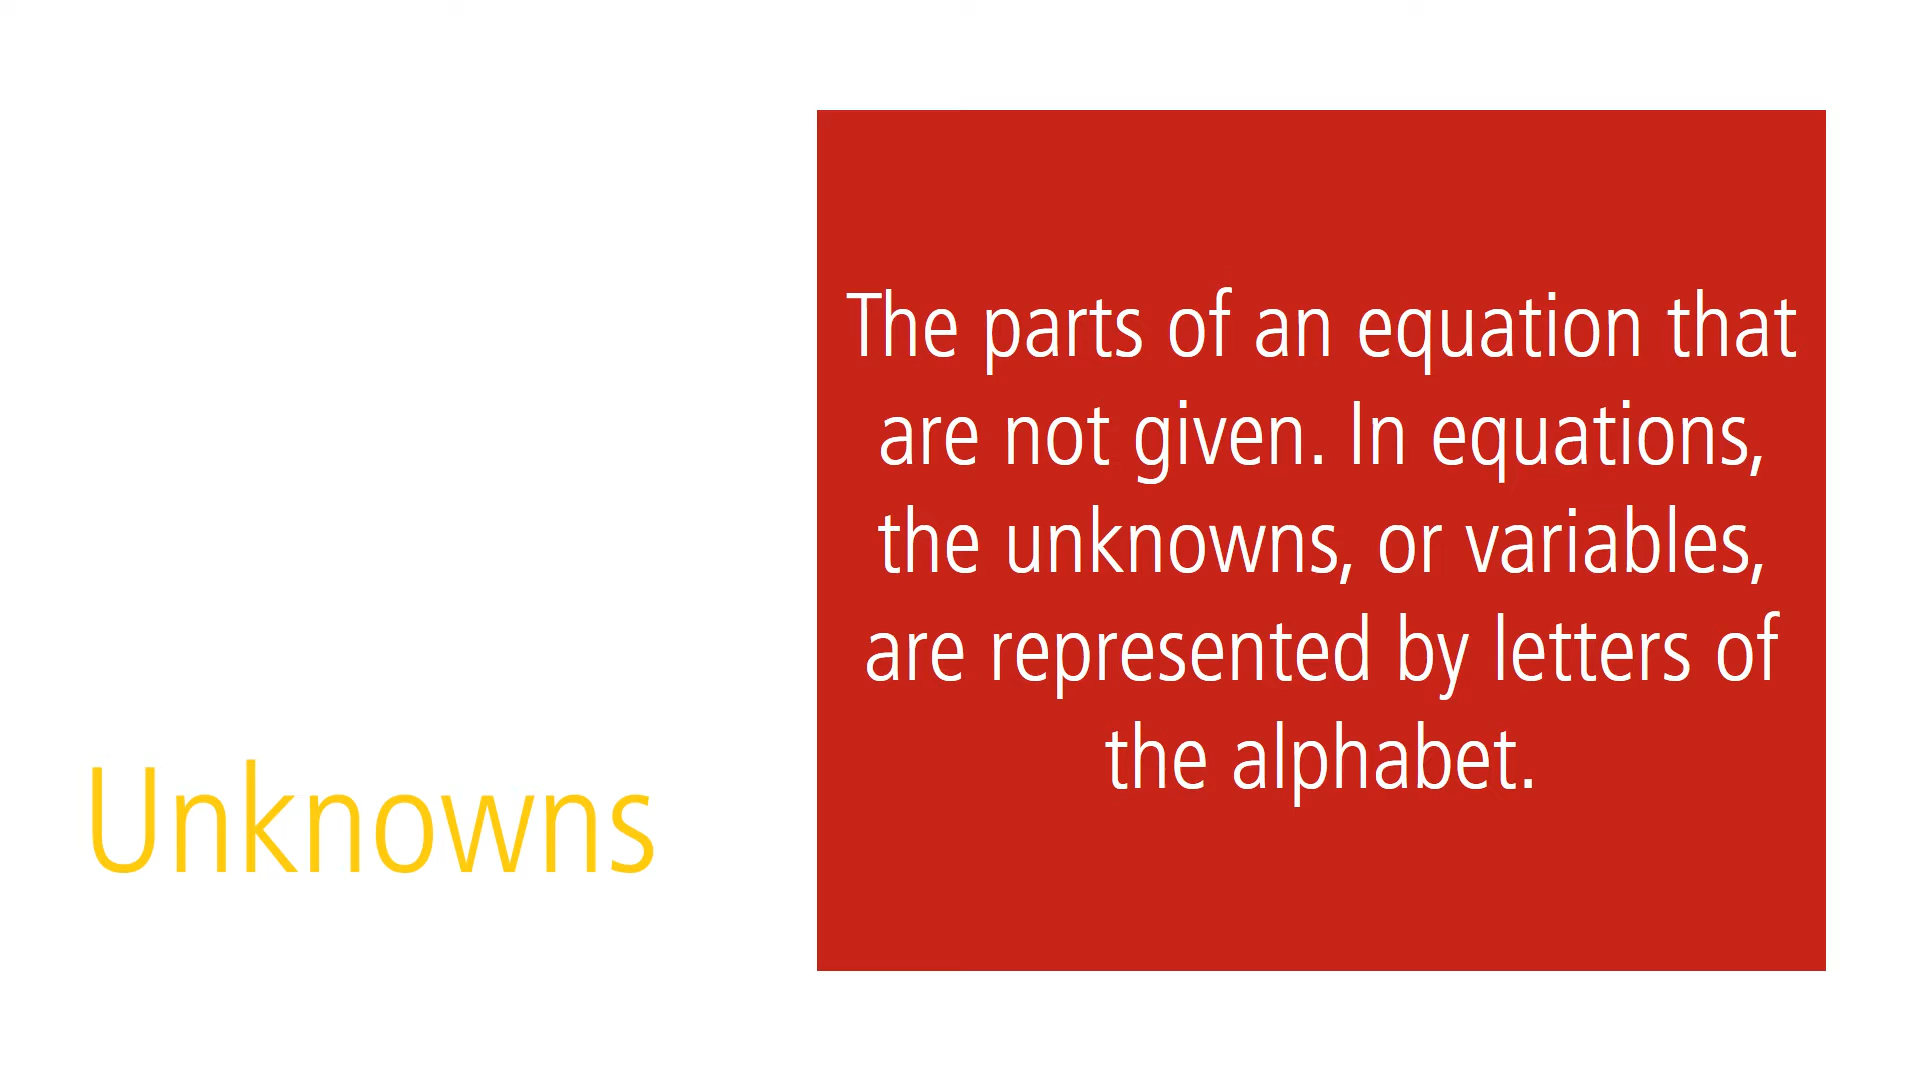 Unknowns
The parts of an equation that
are not given. In equations,
the unknowns, or variables,
are represented by letters of
the alphabet.